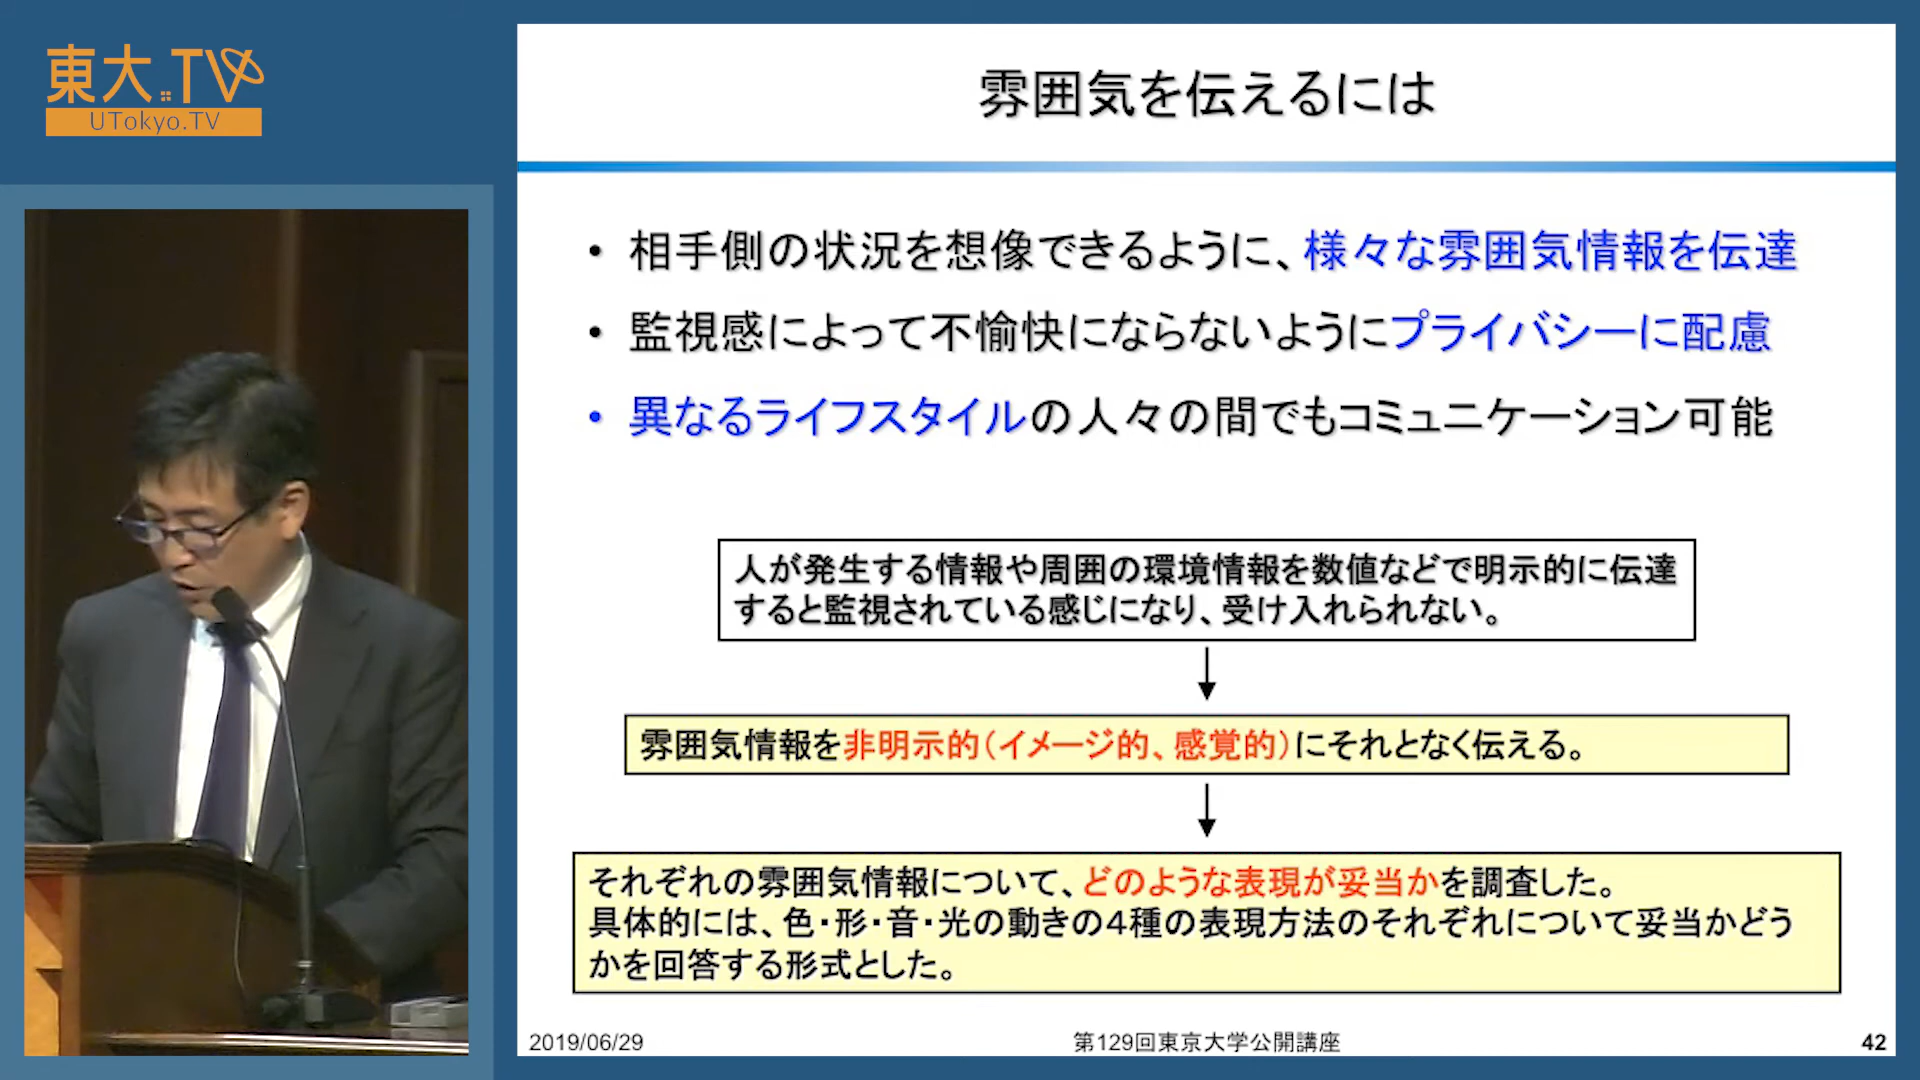 東大.TV
UTokyo.TV
雰囲気を伝えるには
• 相手側の状況を想像できるように、様々な雰囲気情報を伝達
• 監視感によって不愉快にならないようにプライバシーに配慮
• 異なるライフスタイルの人々の間でもコミュニケーション可能
人が発生する情報や周囲の環境情報を数値などで明示的に伝達
すると監視されている感じになり、受け入れられない。
雰囲気情報を非明示的（イメージ的、感覚的）にそれとなく伝える。
それぞれの雰囲気情報について、どのような表現が妥当かを調査した。
具体的には、色・形・音・光の動きの４種の表現方法のそれぞれについて妥当かどう
かを回答する形式とした。
2019/06/29
第129回東京大学公開講座
42